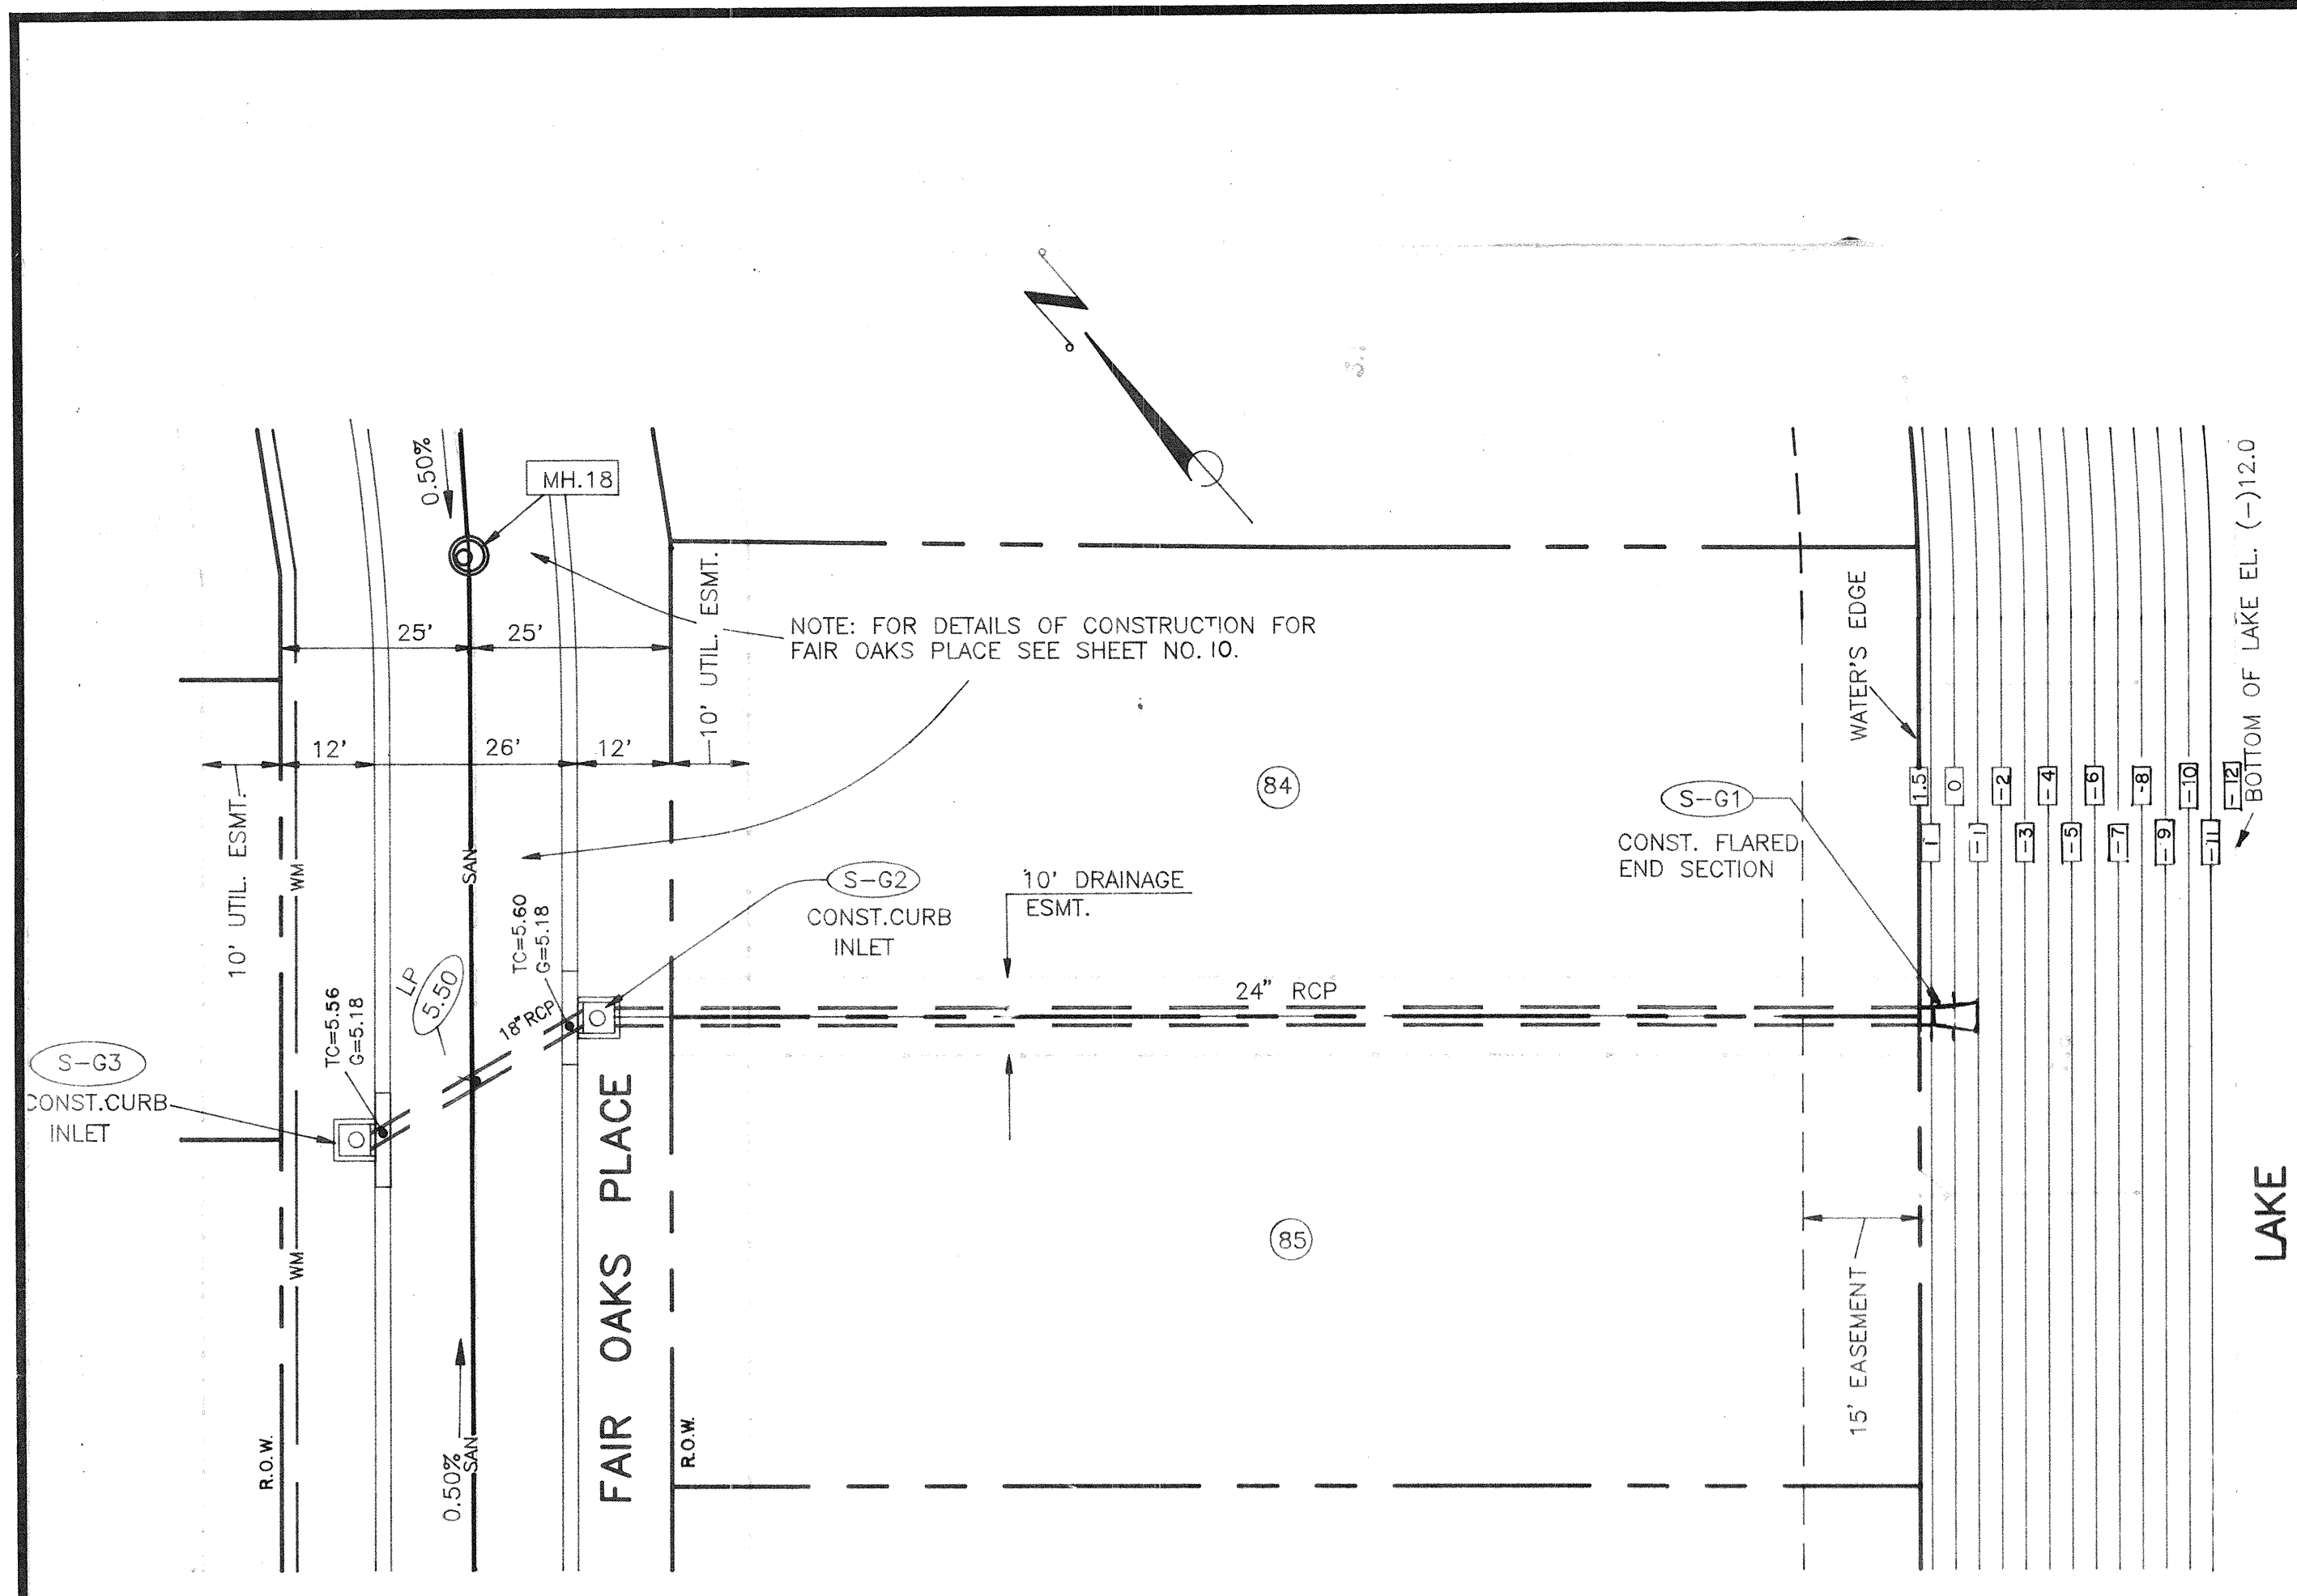 N
0.50%
MH.18
25'
25'
10' UTIL. ESMT.
NOTE: FOR DETAILS OF CONSTRUCTION FOR
FAIR OAKS PLACE SEE SHEET NO. 10.
WATER'S EDGE
BOTTOM OF LAKE EL. (-)12.0
12'
26'
12'
10' UTIL. ESMT.
84
S-G1
CONST. FLARED
END SECTION
1.5
0
-2
-4
-6
-8
-10
-12
1
-1
-3
-5
-7
-9
-11
WM
SAN
S-G2
CONST.CURB
INLET
10' DRAINAGE
ESMT.
TC=5.60
G=5.18
LP
5.50
18" RCP
24" RCP
TC=5.56
G=5.18
S-G3
CONST.CURB
INLET
FAIR OAKS PLACE
85
LAKE
WM
15' EASEMENT
R.O.W.
0.50%
SAN
R.O.W.